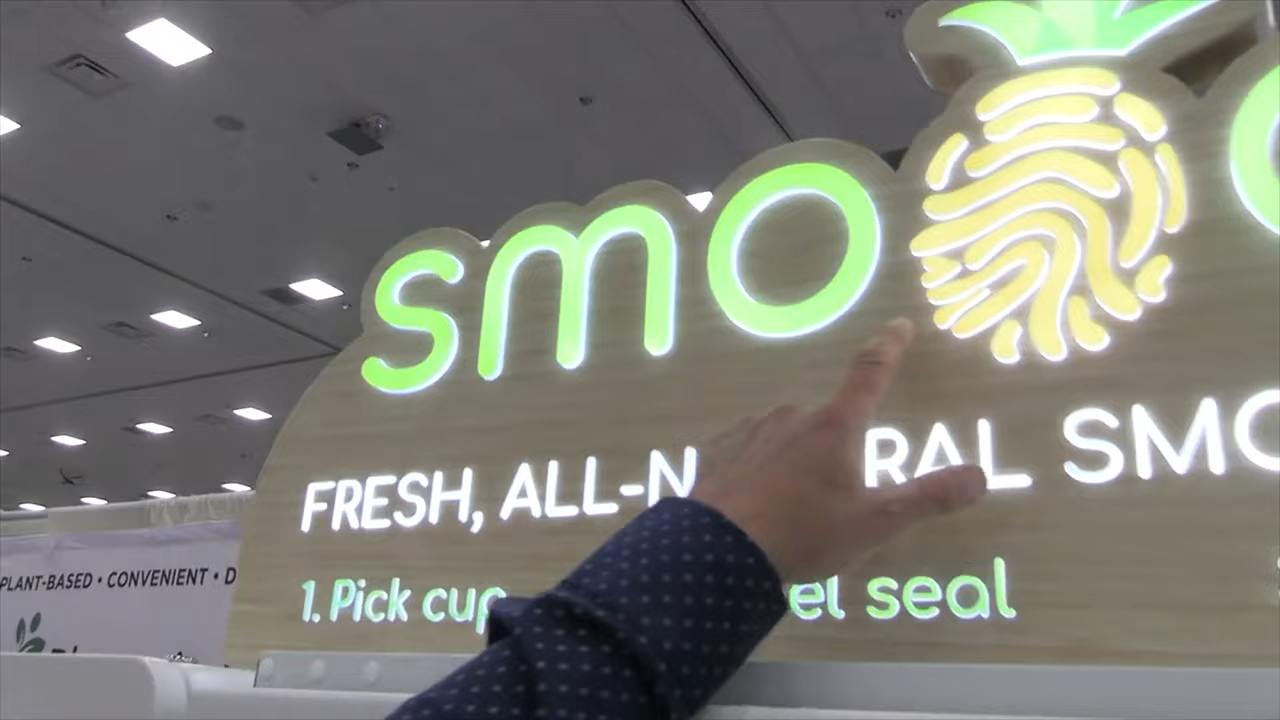 smo
FRESH, ALL-N RAL SMO
1. Pick cup el seal
PLANT-BASED • CONVENIENT • D